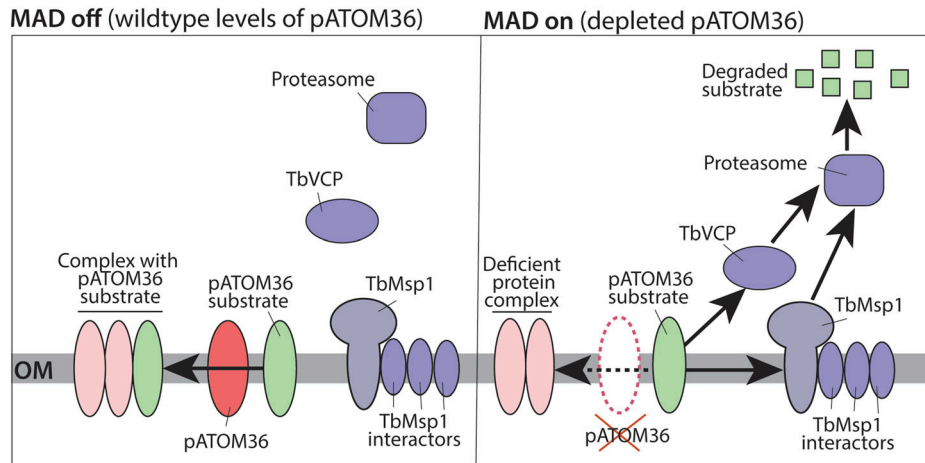 MAD off (wildtype levels of pATOM36)
Proteasome
TbVCP
Complex with
pATOM36
substrate
pATOM36
substrate
TbMsp1
OM
pATOM36
TbMsp1
interactors
MAD on (depleted pATOM36)
Degraded
substrate
Proteasome
TbVCP
Deficient
protein
complex
pATOM36
substrate
TbMsp1
pATOM36
TbMsp1
interactors